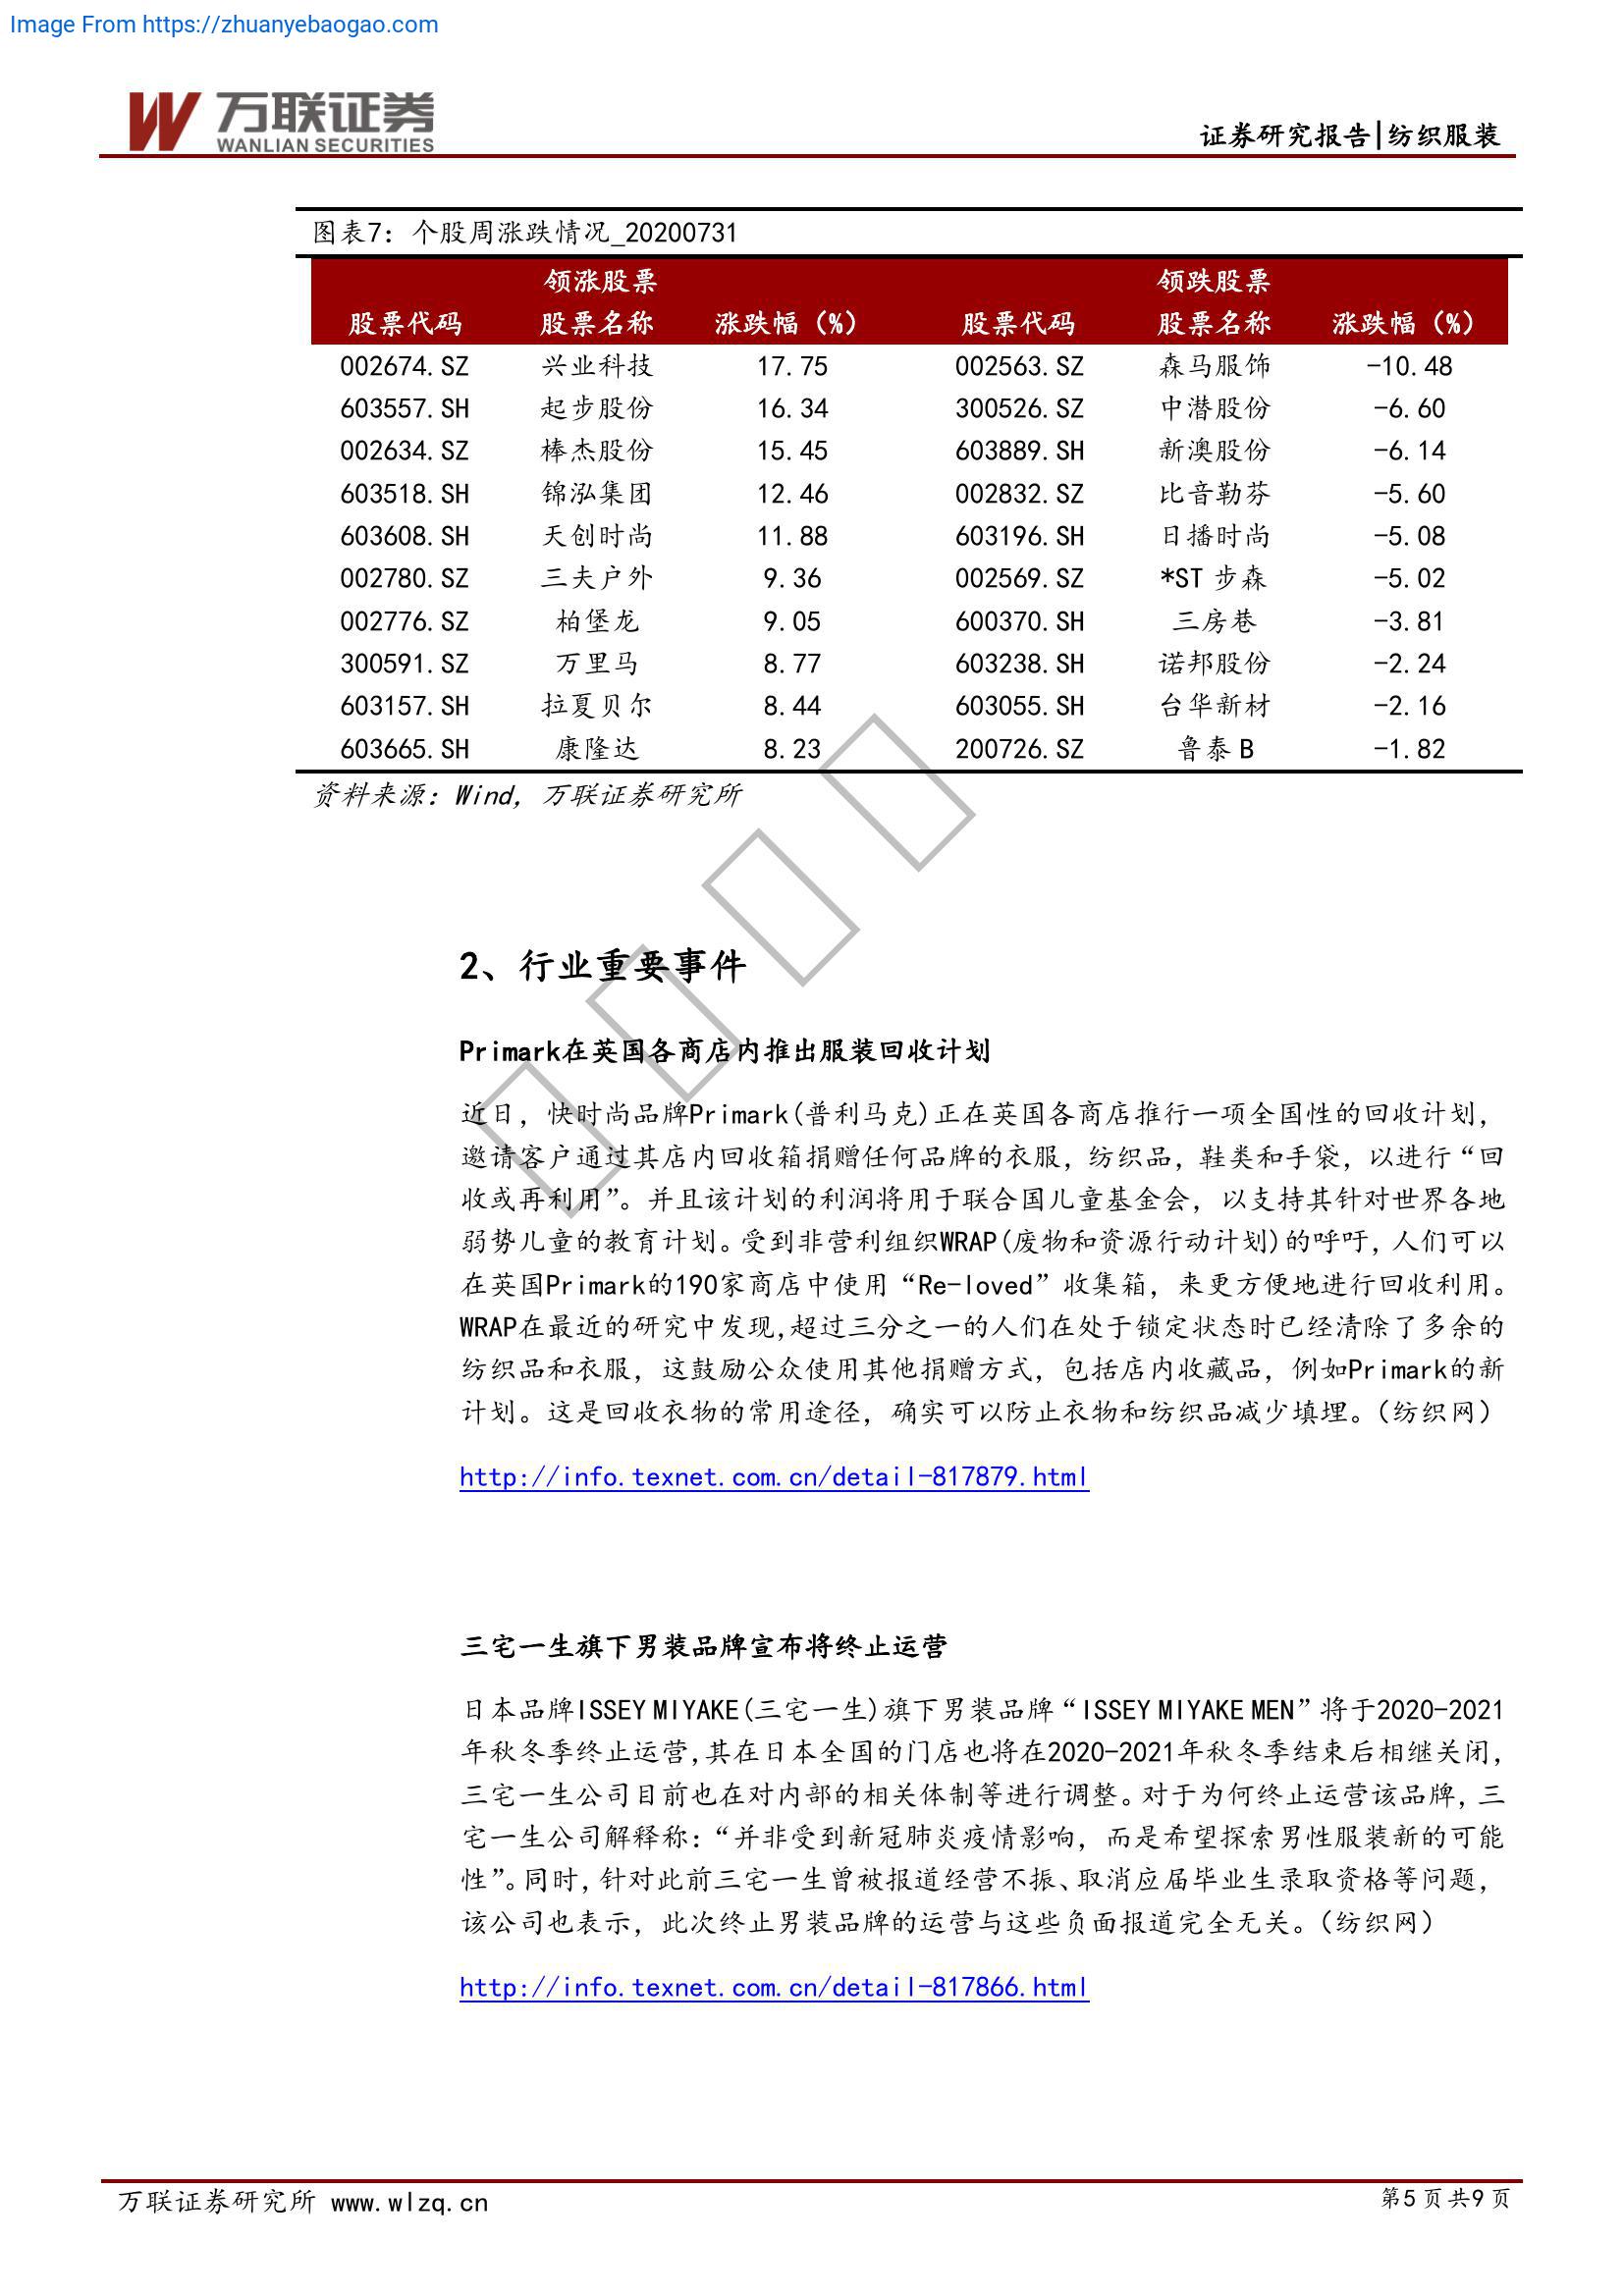 Image From https://zhuanyebaogao.com
万联证券
WANLIAN SECURITIES
证券研究报告|纺织服装
图表7：个股周涨跌情况_20200731
领涨股票 领跌股票
股票代码 股票名称 涨跌幅（%） 股票代码 股票名称 涨跌幅（%）
002674.SZ 兴业科技 17.75 002563.SZ 森马服饰 -10.48
603557.SH 起步股份 16.34 300526.SZ 中潜股份 -6.60
002634.SZ 棒杰股份 15.45 603889.SH 新澳股份 -6.14
603518.SH 锦泓集团 12.46 002832.SZ 比音勒芬 -5.60
603608.SH 天创时尚 11.88 603196.SH 日播时尚 -5.08
002780.SZ 三夫户外 9.36 002569.SZ *ST 步森 -5.02
002776.SZ 柏堡龙 9.05 600370.SH 三房巷 -3.81
300591.SZ 万里马 8.77 603238.SH 诺邦股份 -2.24
603157.SH 拉夏贝尔 8.44 603055.SH 台华新材 -2.16
603665.SH 康隆达 8.23 200726.SZ 鲁泰 B -1.82
资料来源：Wind, 万联证券研究所
2、行业重要事件
Primark在英国各商店内推出服装回收计划
近日，快时尚品牌Primark(普利马克)正在英国各商店推行一项全国性的回收计划，
邀请客户通过其店内回收箱捐赠任何品牌的衣服，纺织品，鞋类和手袋，以进行“回
收或再利用”。并且该计划的利润将用于联合国儿童基金会，以支持其针对世界各地
弱势儿童的教育计划。受到非营利组织WRAP(废物和资源行动计划)的呼吁，人们可以
在英国Primark的190家商店中使用“Re-loved”收集箱，来更方便地进行回收利用。
WRAP在最近的研究中发现,超过三分之一的人们在处于锁定状态时已经清除了多余的
纺织品和衣服，这鼓励公众使用其他捐赠方式，包括店内收藏品，例如Primark的新
计划。这是回收衣物的常用途径，确实可以防止衣物和纺织品减少填埋。（纺织网）
http://info.texnet.com.cn/detail-817879.html
三宅一生旗下男装品牌宣布将终止运营
日本品牌ISSEY MIYAKE(三宅一生)旗下男装品牌“ISSEY MIYAKE MEN”将于2020-2021
年秋冬季终止运营,其在日本全国的门店也将在2020-2021年秋冬季结束后相继关闭，
三宅一生公司目前也在对内部的相关体制等进行调整。对于为何终止运营该品牌，三
宅一生公司解释称：“并非受到新冠肺炎疫情影响，而是希望探索男性服装新的可能
性”。同时，针对此前三宅一生曾被报道经营不振、取消应届毕业生录取资格等问题，
该公司也表示，此次终止男装品牌的运营与这些负面报道完全无关。（纺织网）
http://info.texnet.com.cn/detail-817866.html
万联证券研究所 www.wlzq.cn 第5 页 共9 页